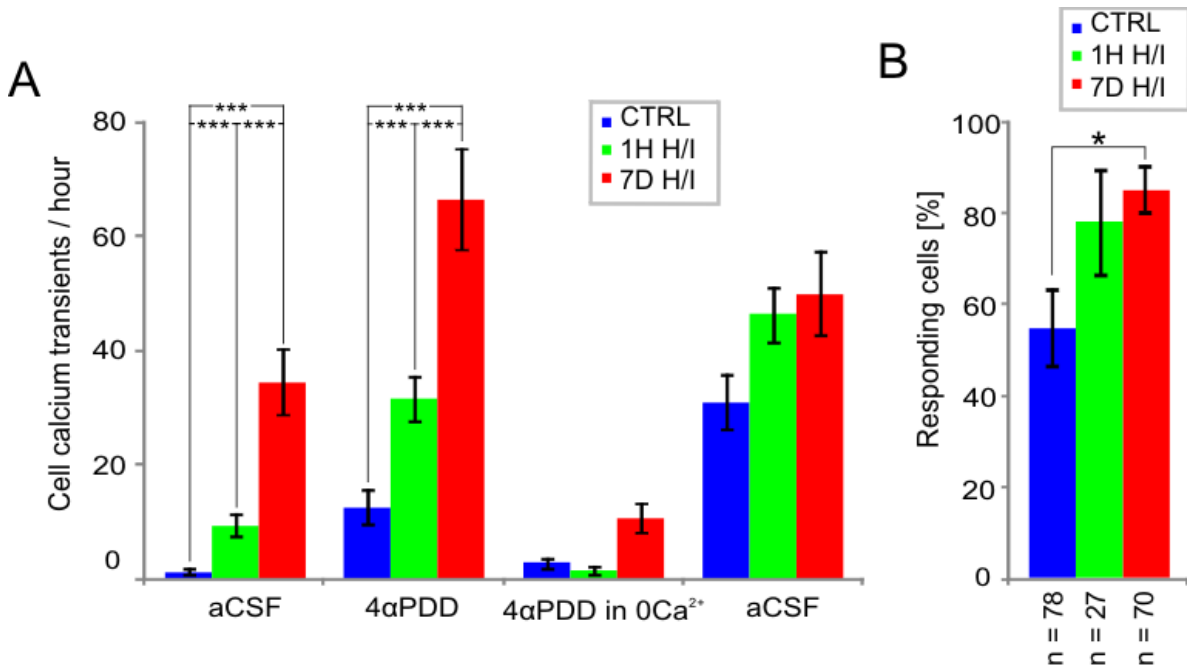 A
CTRL
1H H/I
7D H/I
Cell calcium transients / hour
80
60
40
20
0
***
*** ***
***
*** ***
aCSF
4αPDD
4αPDD in 0Ca²⁺
aCSF
B
CTRL
1H H/I
7D H/I
Responding cells [%]
100
80
60
40
20
0
*
n = 78
n = 27
n = 70